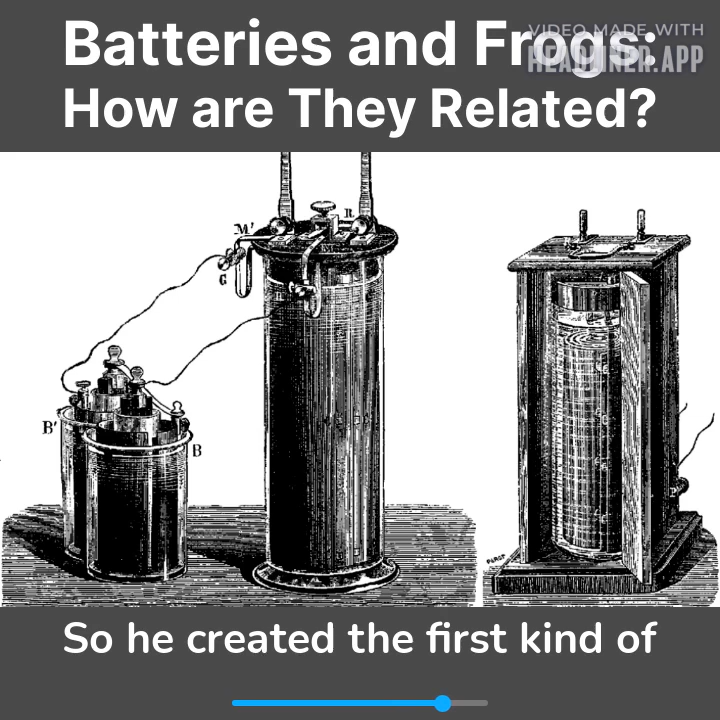 Batteries and Frogs:
VIDEO MADE WITH
HEADLINER.APP
How are They Related?
M'
R
G
B'
B
So he created the first kind of